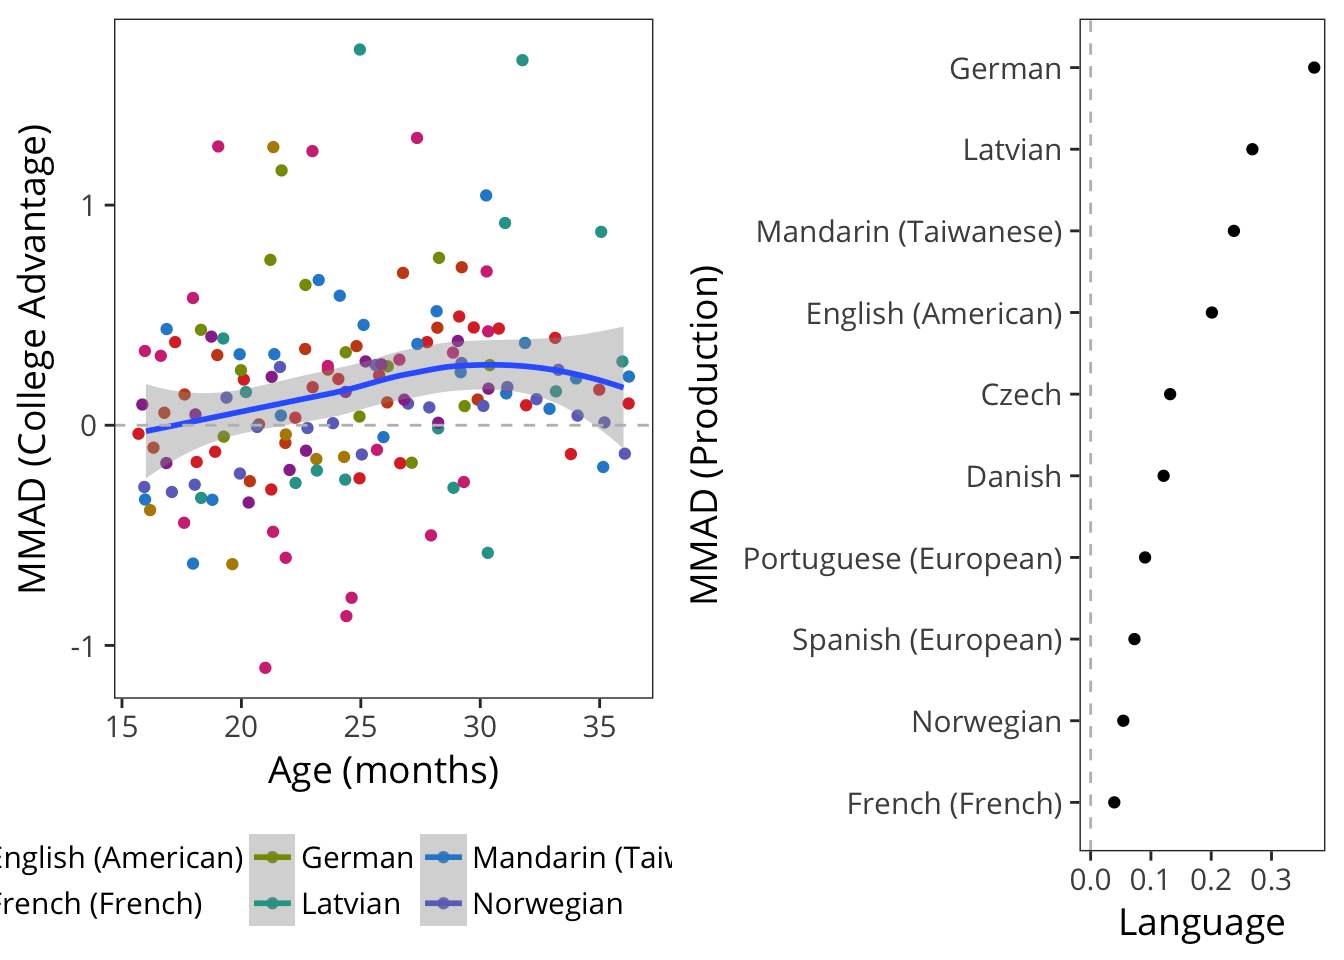 MMAD (College Advantage)
1
0
-1
15 20 25 30 35
Age (months)
English (American) German Mandarin (Taiw
French (French) Latvian Norwegian
MMAD (Production)
German
Latvian
Mandarin (Taiwanese)
English (American)
Czech
Danish
Portuguese (European)
Spanish (European)
Norwegian
French (French)
0.0 0.1 0.2 0.3
Language